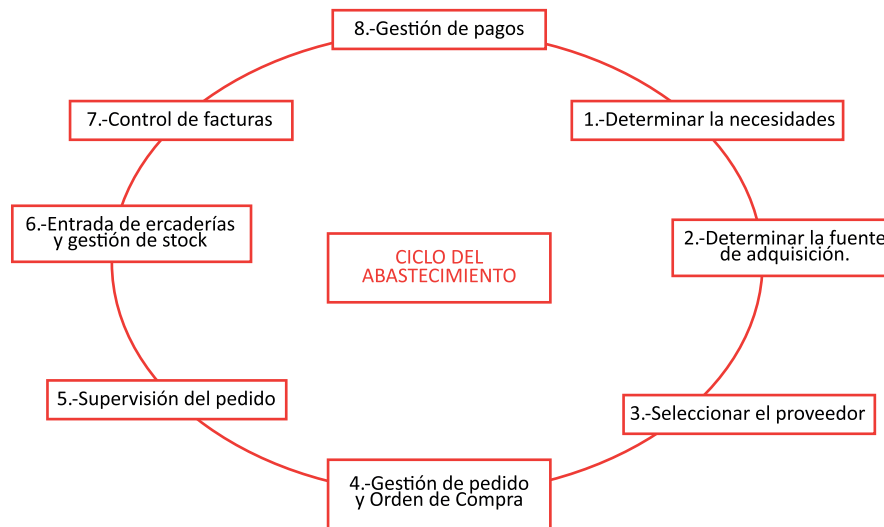 8.-Gestión de pagos
1.-Determinar la necesidades
2.-Determinar la fuente
de adquisición.
3.-Seleccionar el proveedor
4.-Gestión de pedido
y Orden de Compra
5.-Supervisión del pedido
6.-Entrada de ercaderías
y gestión de stock
7.-Control de facturas
CICLO DEL
ABASTECIMIENTO